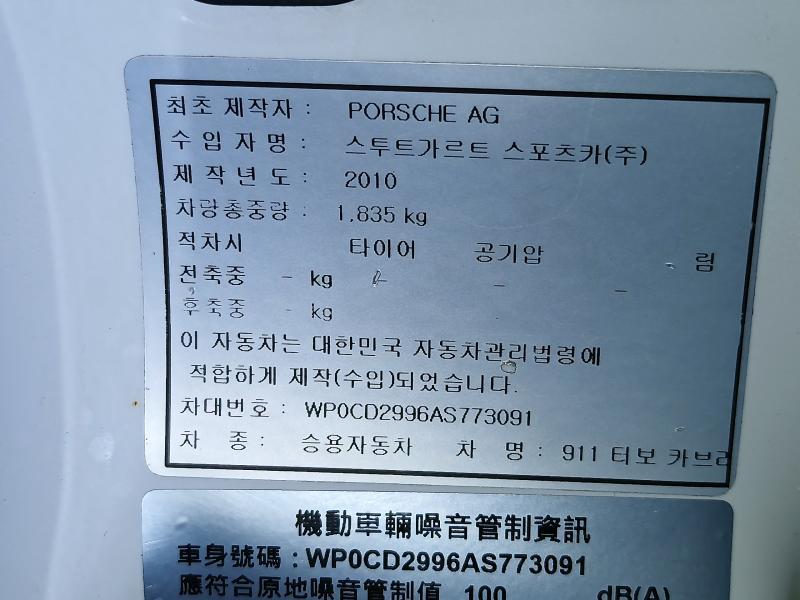 최초 제작자 : PORSCHE AG
수 입 자 명 : 스투트가르트 스포츠카(주)
제 작 년 도 : 2010
차량총중량 : 1,835 kg
적차시 타이어 공기압 림
전축중 - kg - - -
후축중 - kg
이 자동차는 대한민국 자동차관리법령에
적합하게 제작(수입)되었습니다.
차대번호 : WP0CD2996AS773091
차 종 : 승용자동차 차 명 : 911 터보 카브리
機動車輛噪音管制資訊
車身號碼 : WP0CD2996AS773091
應符合原地噪音管制值 100 dB(A)